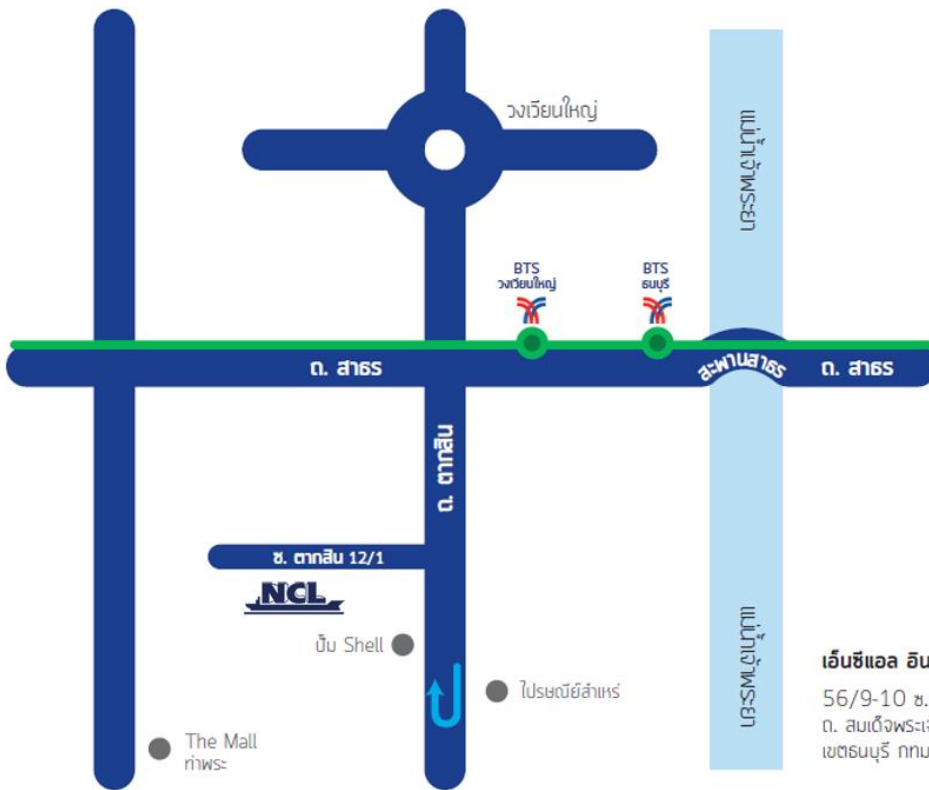 วงเวียนใหญ่
แม่น้ำเจ้าพระยา
BTS
วงเวียนใหญ่
BTS
ธนบุรี
ถ. สาธร
สะพานสาธร
ถ. สาธร
ถ. ตากสิน
ซ. ตากสิน 12/1
NCL
ปั๊ม Shell
ไปรษณีย์สำเหร่
The Mall
ท่าพระ
แม่น้ำเจ้าพระยา
เอ็นซีแอล อิน
56/9-10 ซ.
ถ. สมเด็จพระเจ
เขตธนบุรี กทม